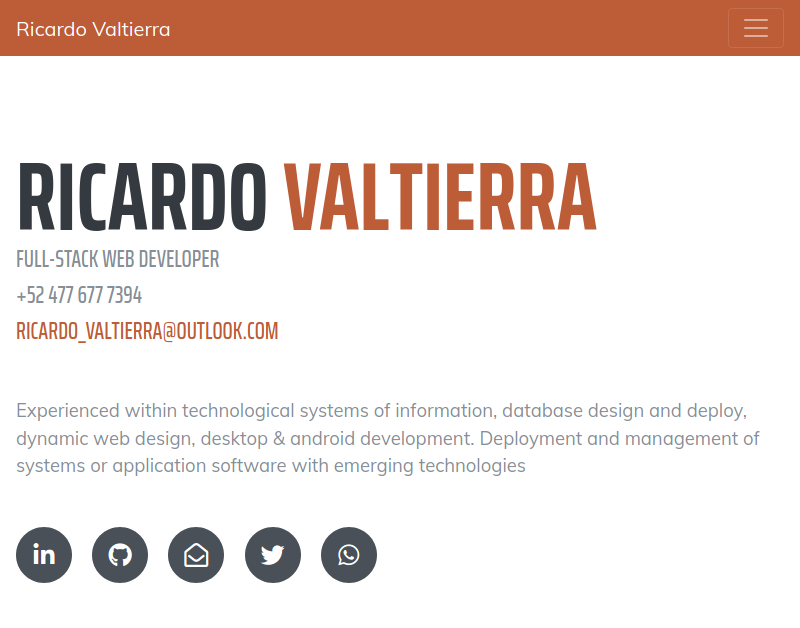 Ricardo Valtierra
RICARDO VALTIERRA
FULL-STACK WEB DEVELOPER
+52 477 677 7394
RICARDO_VALTIERRA@OUTLOOK.COM
Experienced within technological systems of information, database design and deploy,
dynamic web design, desktop & android development. Deployment and management of
systems or application software with emerging technologies
in